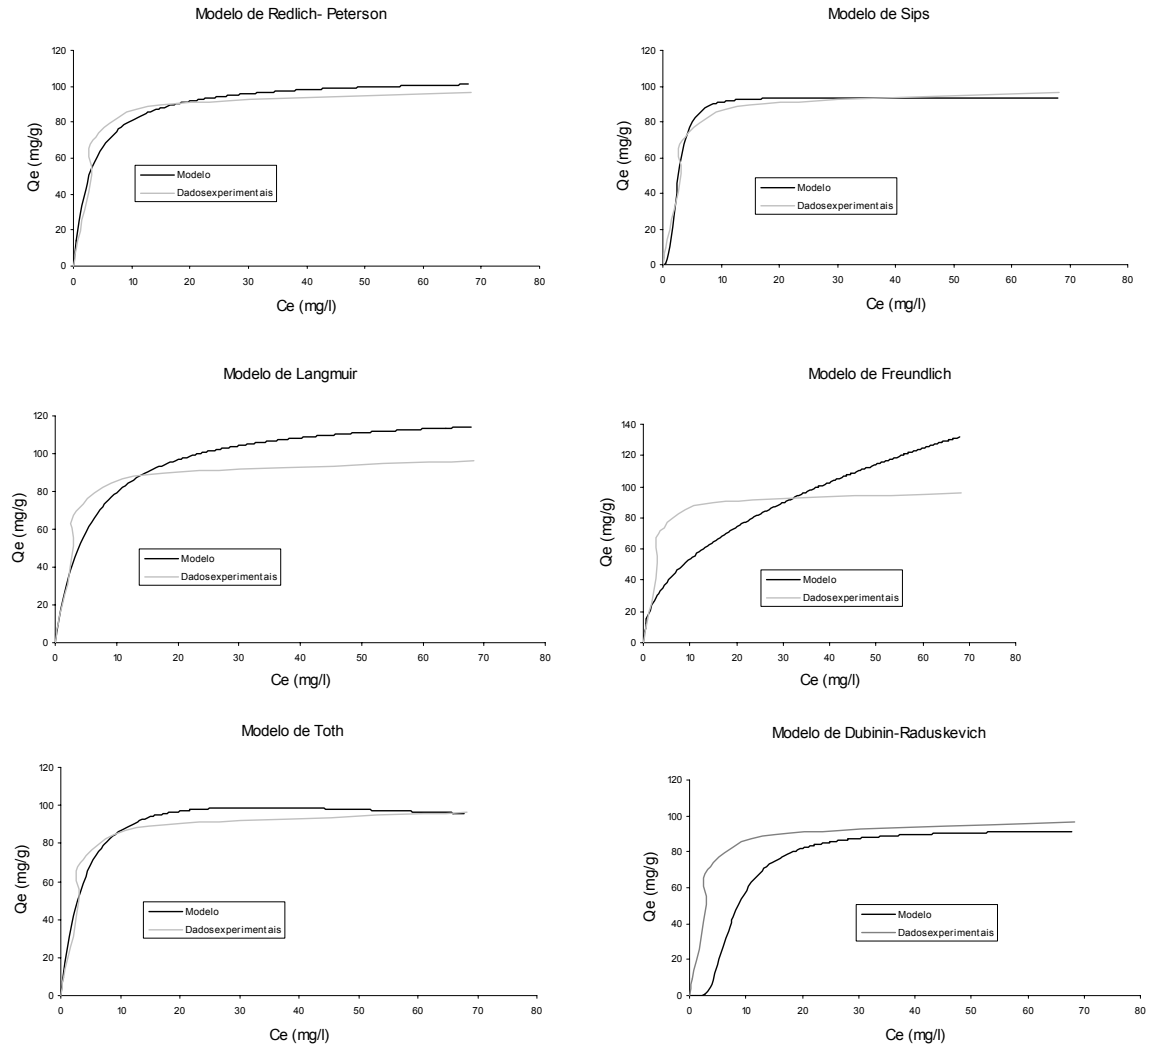 Modelo de Redlich- Peterson
120
100
80
60
40
20
0
Qe (mg/g)
Modelo
Dadosexperimentais
0 10 20 30 40 50 60 70 80
Ce (mg/l)
Modelo de Sips
120
100
80
60
40
20
0
Qe (mg/g)
Modelo
Dadosexperimentais
0 10 20 30 40 50 60 70 80
Ce (mg/l)
Modelo de Langmuir
120
100
80
60
40
20
0
Qe (mg/g)
Modelo
Dadosexperimentais
0 10 20 30 40 50 60 70 80
Ce (mg/l)
Modelo de Freundlich
140
120
100
80
60
40
20
0
Qe (mg/g)
Modelo
Dadosexperimentais
0 10 20 30 40 50 60 70 80
Ce (mg/l)
Modelo de Toth
120
100
80
60
40
20
0
Qe (mg/g)
Modelo
Dadosexperimentais
0 10 20 30 40 50 60 70 80
Ce (mg/l)
Modelo de Dubinin-Raduskevich
120
100
80
60
40
20
0
Qe (mg/g)
Modelo
Dadosexperimentais
0 10 20 30 40 50 60 70 80
Ce (mg/l)